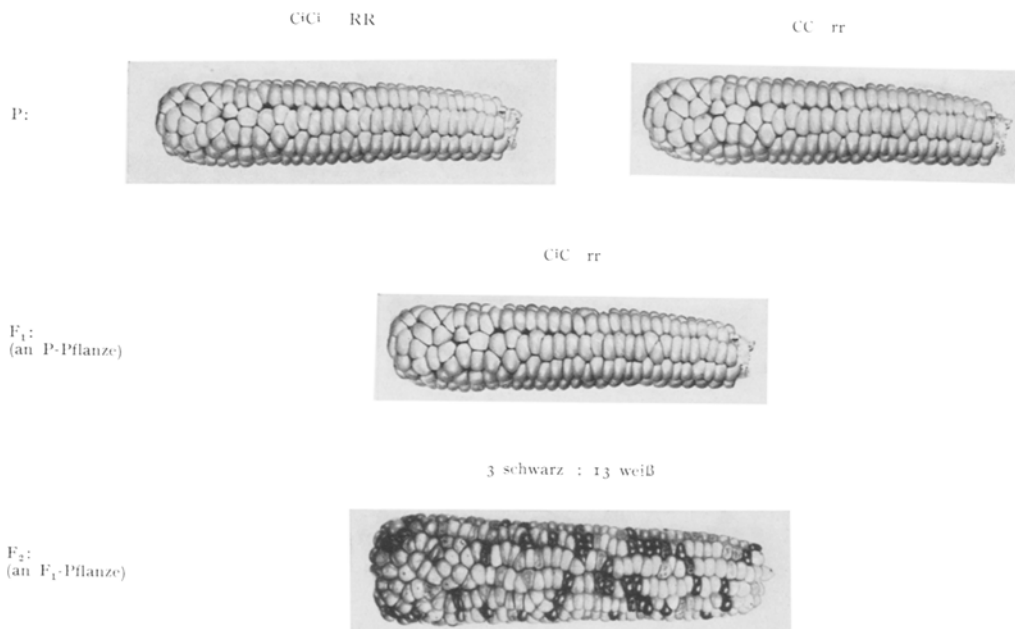 CiCi RR
CC rr
P:
CiC rr
F₁:
(an P-Pflanze)
3 schwarz : 13 weiß
F₂:
(an F₁-Pflanze)